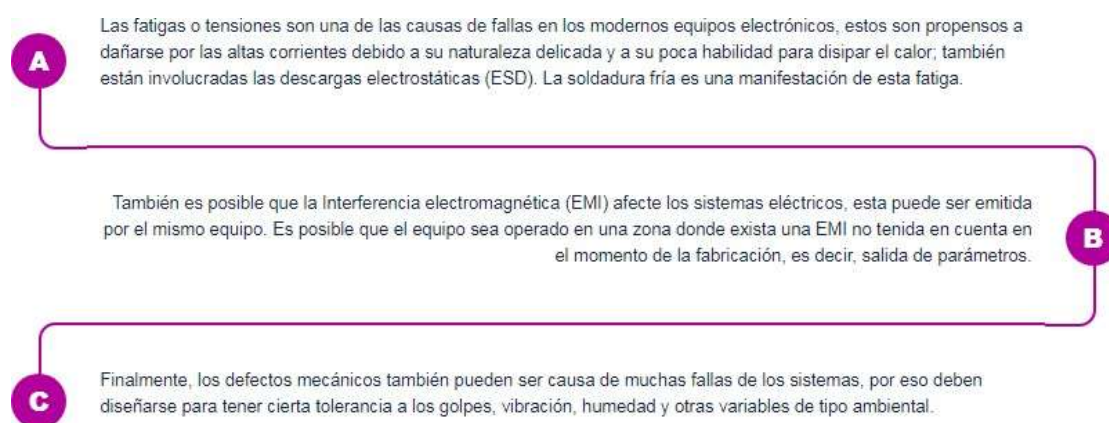 A
Las fatigas o tensiones son una de las causas de fallas en los modernos equipos electrónicos, estos son propensos a
dañarse por las altas corrientes debido a su naturaleza delicada y a su poca habilidad para disipar el calor; también
están involucradas las descargas electrostáticas (ESD). La soldadura fría es una manifestación de esta fatiga.
También es posible que la Interferencia electromagnética (EMI) afecte los sistemas eléctricos, esta puede ser emitida
por el mismo equipo. Es posible que el equipo sea operado en una zona donde exista una EMI no tenida en cuenta en
el momento de la fabricación, es decir, salida de parámetros.
B
C
Finalmente, los defectos mecánicos también pueden ser causa de muchas fallas de los sistemas, por eso deben
diseñarse para tener cierta tolerancia a los golpes, vibración, humedad y otras variables de tipo ambiental.